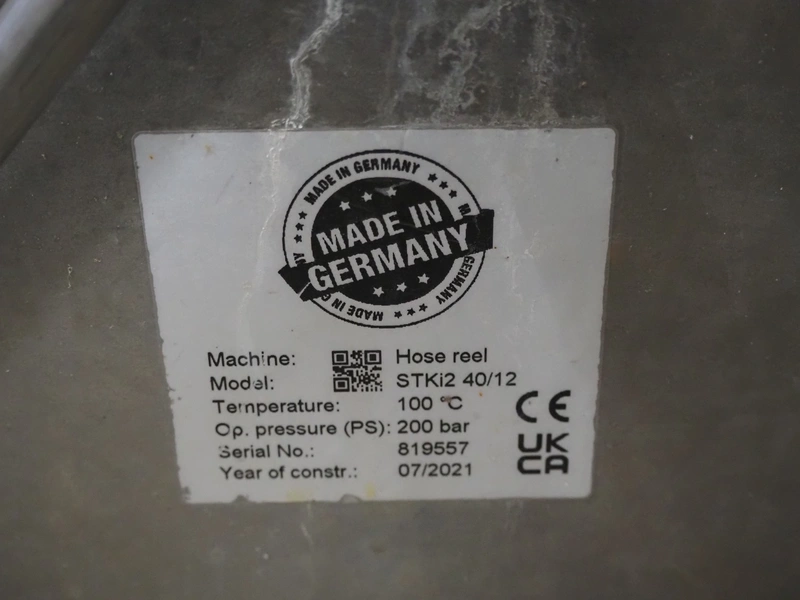 MADE IN GERMANY
MADE IN
GERMANY
GERMANY
MADE IN
Machine: Hose reel
Model: STKi2 40/12
Temperature: 100 °C
Op. pressure (PS): 200 bar
Serial No.: 819557
Year of constr.: 07/2021
CE
UK
CA